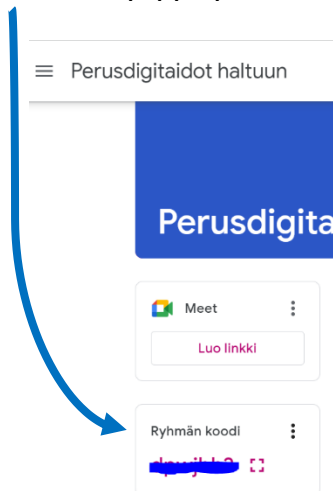 Perusdigitaidot haltuun
Perusdigita
Meet
Luo linkki
Ryhmän koodi